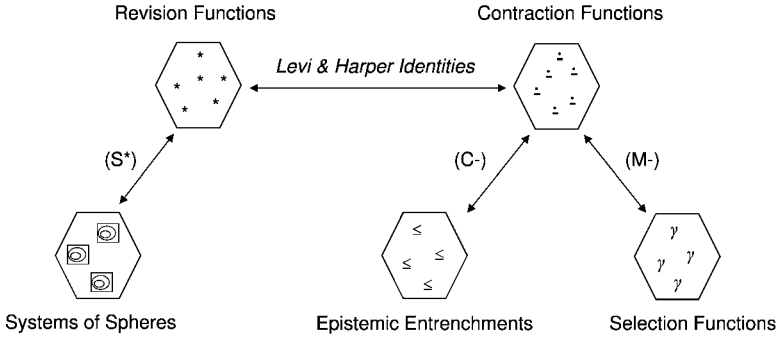 Revision Functions
Contraction Functions
* * * * * *
∸ ∸ ∸ ∸ ∸ ∸
Levi & Harper Identities
(S*)
(C-)
(M-)
≤ ≤ ≤ ≤
γ γ γ γ
Systems of Spheres
Epistemic Entrenchments
Selection Functions